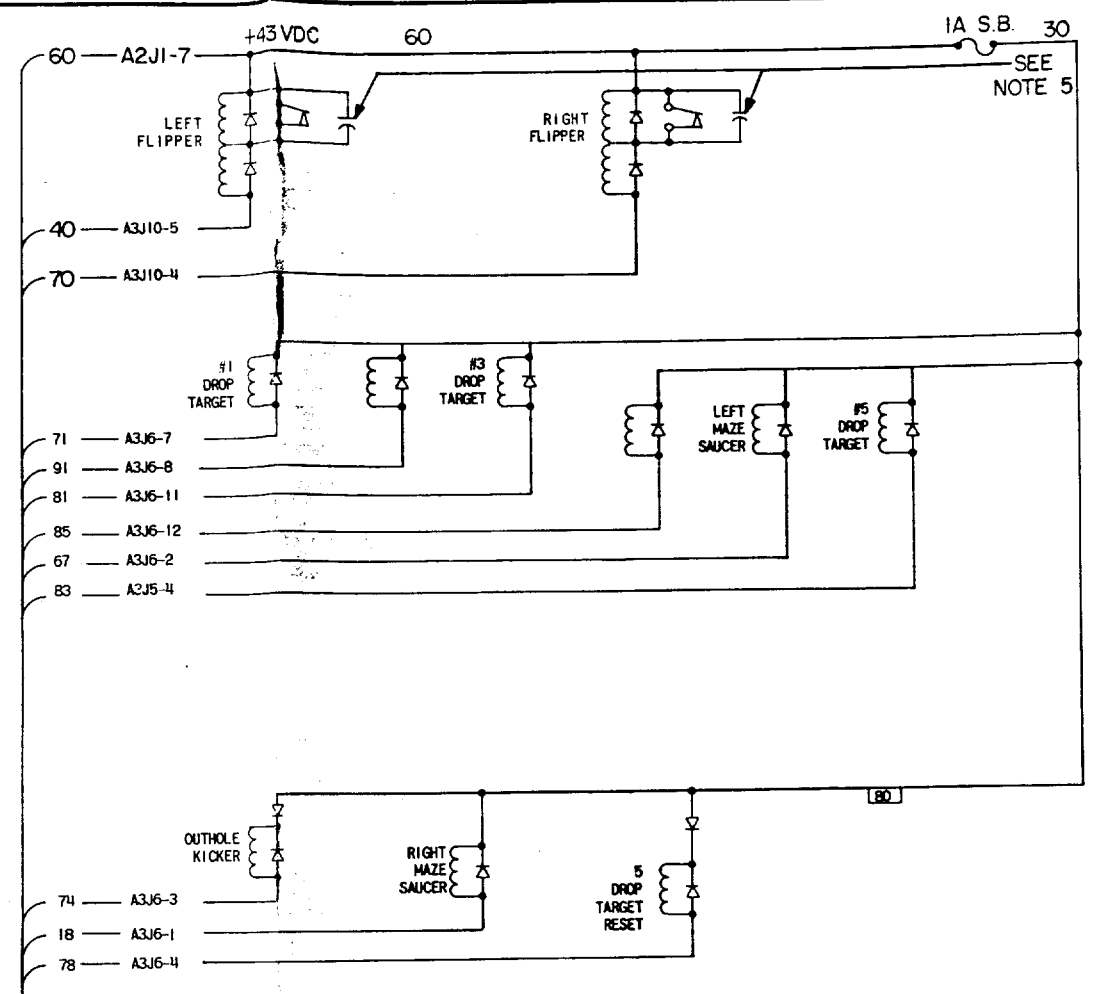 +43 VDC
60
1A S.B.
30
60 A2J1-7
SEE
NOTE 5
LEFT
FLIPPER
RIGHT
FLIPPER
40 A3J10-5
70 A3J10-4
#1
DROP
TARGET
#3
DROP
TARGET
LEFT
MAZE
SAUCER
#5
DROP
TARGET
71 A3J6-7
91 A3J6-8
81 A3J6-11
85 A3J6-12
67 A3J6-2
83 A3J5-4
80
OUTHOLE
KICKER
RIGHT
MAZE
SAUCER
5
DROP
TARGET
RESET
74 A3J6-3
18 A3J6-1
78 A3J6-4